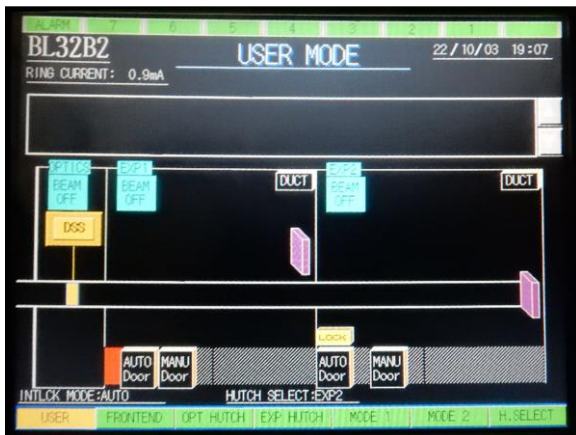 ALARM 7 6 5 4 3 2 1
BL32B2 USER MODE 22/10/03 19:07
RING CURRENT: 0.9mA
OPTICS EXP1 EXP2
BEAM OFF
BEAM OFF
DUCT
BEAM OFF
DUCT
DSS
LOCK
AUTO Door
MANU Door
AUTO Door
MANU Door
INTLCK MODE:AUTO HUTCH SELECT:EXP2
USER FRONTEND OPT HUTCH EXP HUTCH MODE 1 MODE 2 H.SELECT